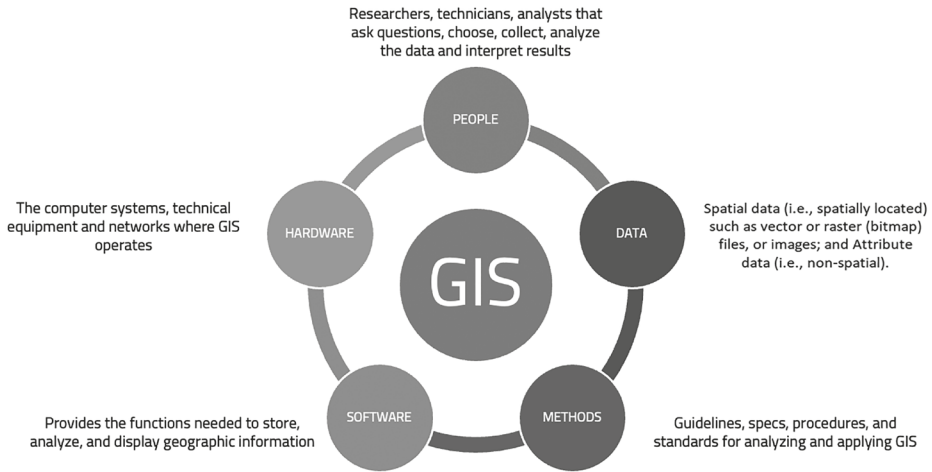 Researchers, technicians, analysts that
ask questions, choose, collect, analyze
the data and interpret results
PEOPLE
The computer systems, technical
equipment and networks where GIS
operates
HARDWARE
GIS
DATA
Spatial data (i.e., spatially located)
such as vector or raster (bitmap)
files, or images; and Attribute
data (i.e., non-spatial).
Provides the functions needed to store,
analyze, and display geographic information
SOFTWARE
METHODS
Guidelines, specs, procedures, and
standards for analyzing and applying GIS